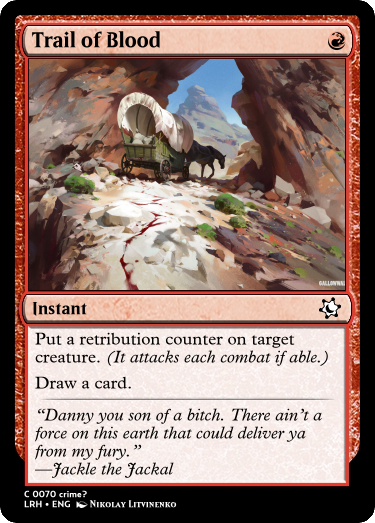 Trail of Blood
GALLOWWAI
Instant
Put a retribution counter on target
creature. (It attacks each combat if able.)
Draw a card.
“Danny you son of a bitch. There ain't a
force on this earth that could deliver ya
from my fury.”
—Jackle the Jackal
C 0070 crime?
LRH • ENG Nikolay Litvinenko